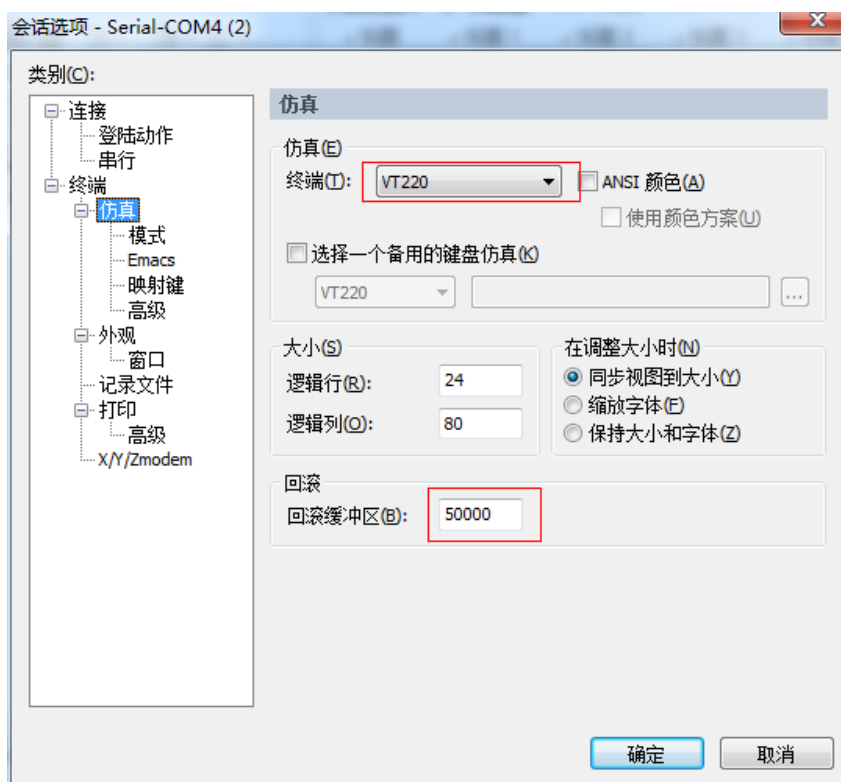 会话选项 - Serial-COM4 (2)
类别(C):
连接
登陆动作
串行
终端
仿真
模式
Emacs
映射键
高级
外观
窗口
记录文件
打印
高级
X/Y/Zmodem
仿真
仿真(E)
终端(T): VT220 ANSI 颜色(A)
使用颜色方案(U)
选择一个备用的键盘仿真(K)
VT220 ...
大小(S)
逻辑行(R): 24
逻辑列(O): 80
在调整大小时(N)
同步视图到大小(Y)
缩放字体(F)
保持大小和字体(Z)
回滚
回滚缓冲区(B): 50000
确定 取消